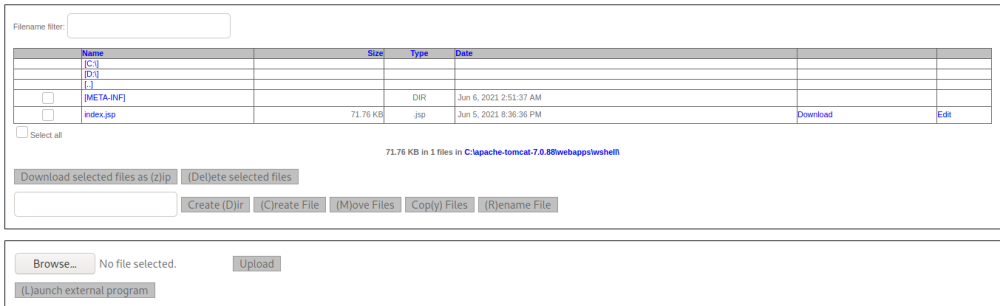 Filename filter:
Name Size Type Date
[C:\]
[D:\]
[..]
[META-INF] DIR Jun 6, 2021 2:51:37 AM
index.jsp 71.76 KB .jsp Jun 5, 2021 8:36:36 PM Download Edit
Select all
71.76 KB in 1 files in C:\apache-tomcat-7.0.88\webapps\wshell\
Download selected files as (z)ip (Del)ete selected files
Create (D)ir (C)reate File (M)ove Files Cop(y) Files (R)ename File
Browse... No file selected. Upload
(L)aunch external program